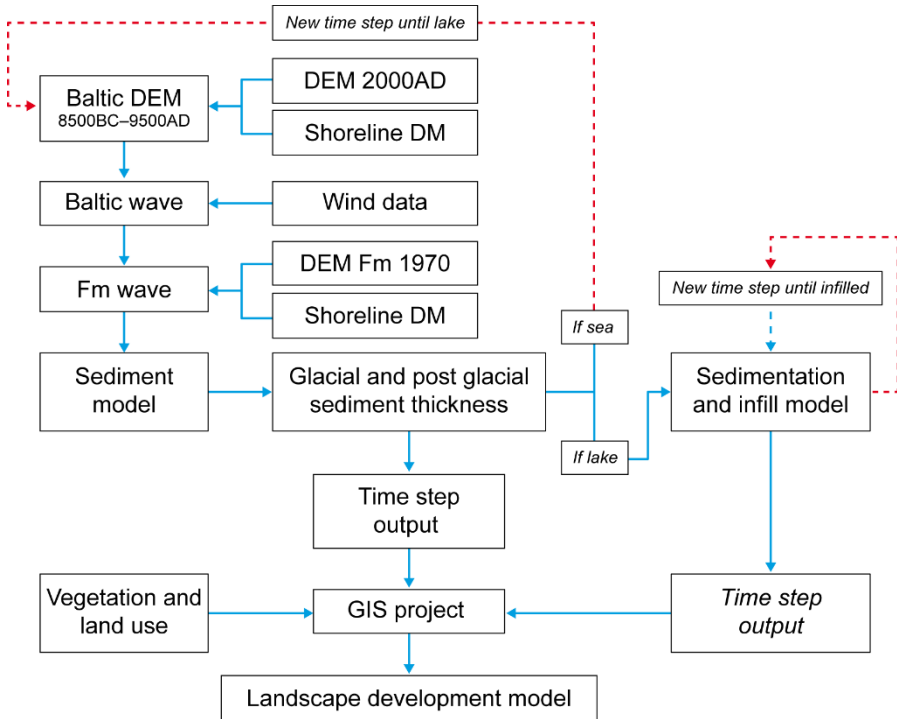 New time step until lake
DEM 2000AD
Baltic DEM
8500BC–9500AD
Shoreline DM
Baltic wave
Wind data
DEM Fm 1970
Fm wave
Shoreline DM
New time step until infilled
If sea
Sediment
model
Glacial and post glacial
sediment thickness
Sedimentation
and infill model
If lake
Time step
output
Vegetation and
land use
GIS project
Time step
output
Landscape development model